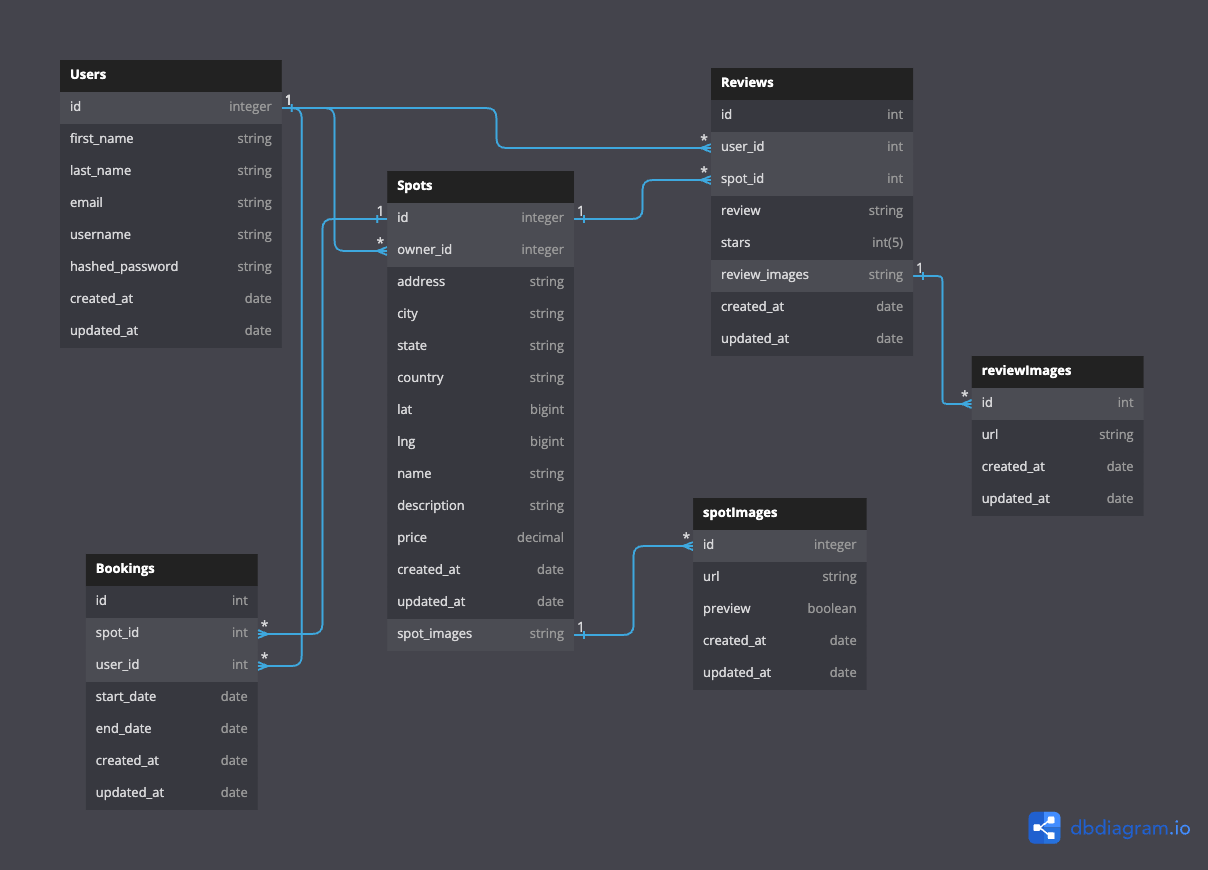 Users
id integer
first_name string
last_name string
email string
username string
hashed_password string
created_at date
updated_at date
1
Spots
id integer
owner_id integer
address string
city string
state string
country string
lat bigint
lng bigint
name string
description string
price decimal
created_at date
updated_at date
spot_images string
1
*
1
1
Reviews
id int
user_id int
spot_id int
review string
stars int(5)
review_images string
created_at date
updated_at date
*
*
1
reviewImages
id int
url string
created_at date
updated_at date
*
spotImages
id integer
url string
preview boolean
created_at date
updated_at date
*
Bookings
id int
spot_id int
user_id int
start_date date
end_date date
created_at date
updated_at date
*
*
dbdiagram.io